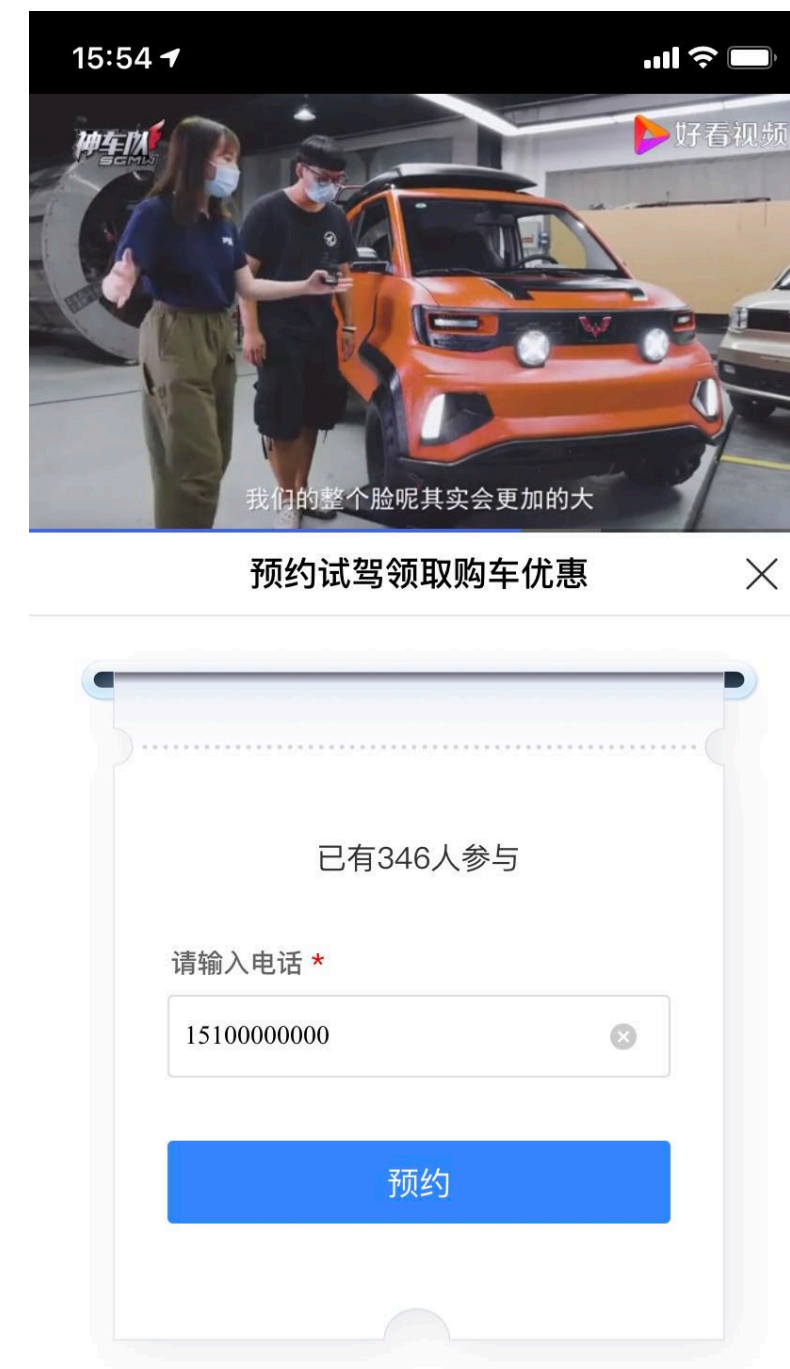 15:54
神车队
SGMW
好看视频
我们的整个脸呢其实会更加的大
预约试驾领取购车优惠
已有346人参与
请输入电话 *
15100000000
预约